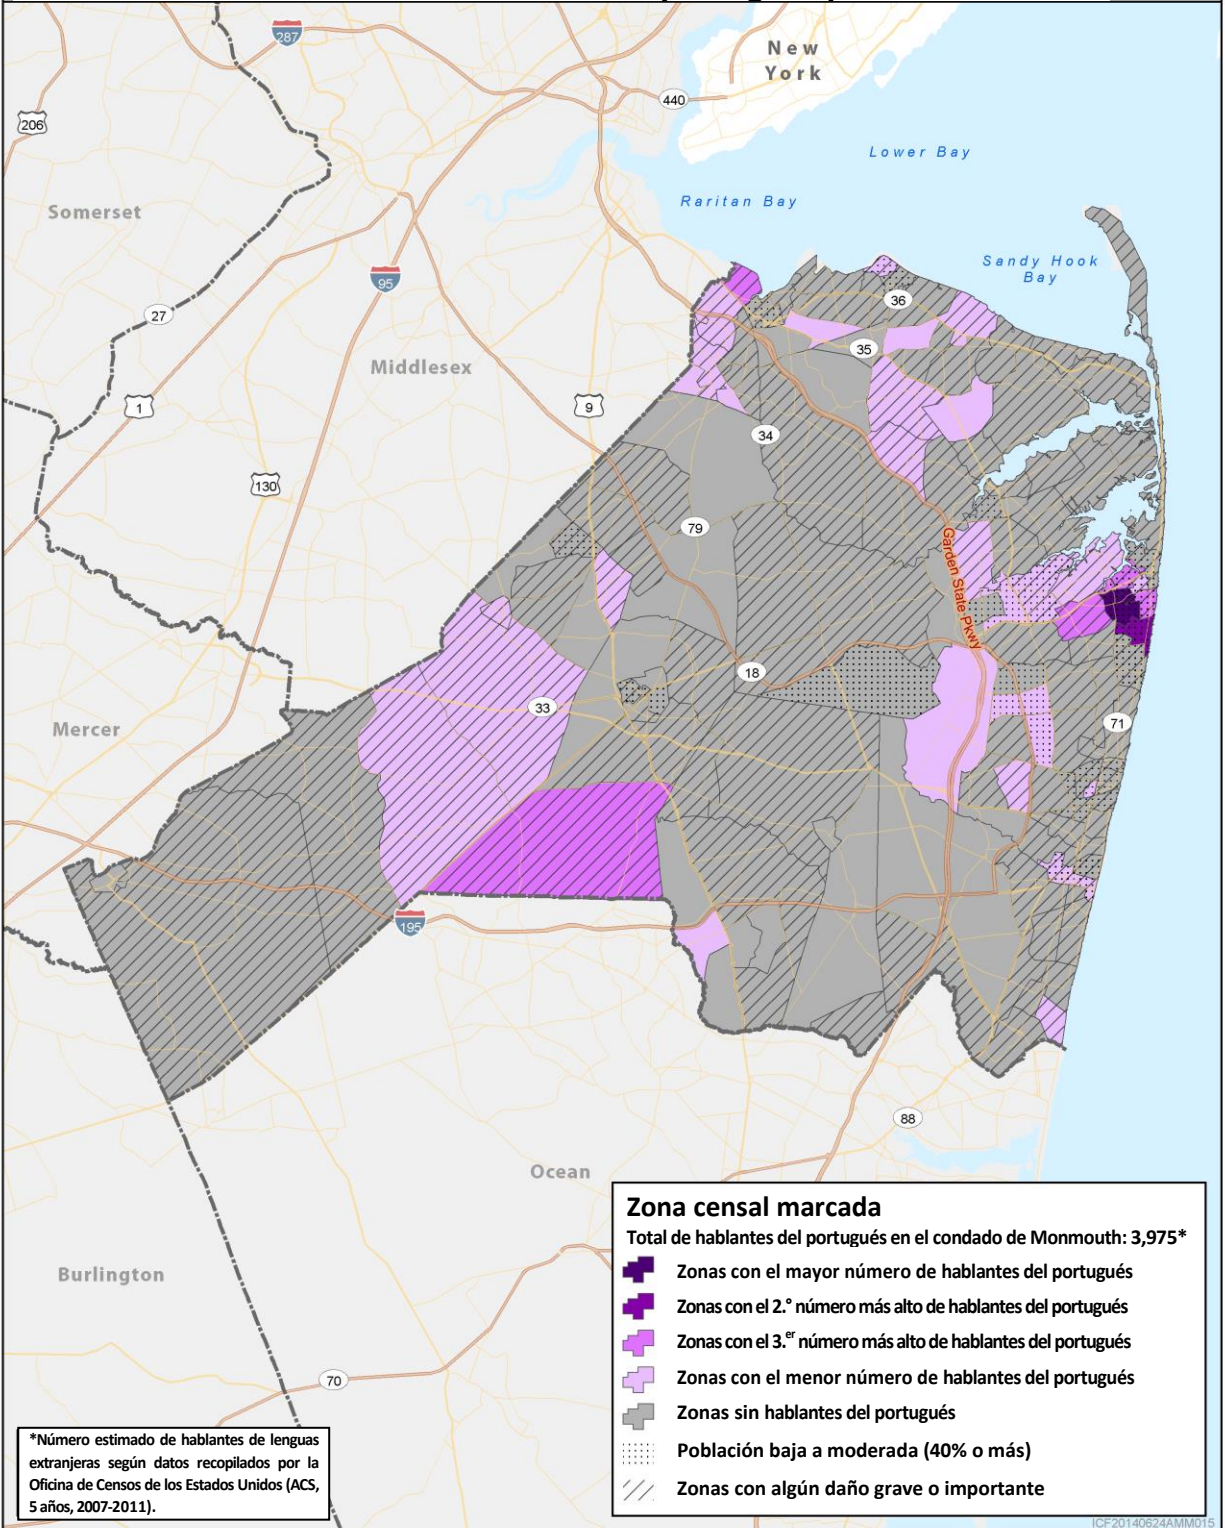 287
New
York
440
206
Lower Bay
Raritan Bay
Somerset
Sandy Hook
Bay
95
36
27
35
Middlesex
1
9
34
130
79
Garden State Pkwy
18
33
71
Mercer
195
88
Ocean
Burlington
70
Zona censal marcada
Total de hablantes del portugués en el condado de Monmouth: 3,975*
Zonas con el mayor número de hablantes del portugués
Zonas con el 2.° número más alto de hablantes del portugués
Zonas con el 3.er número más alto de hablantes del portugués
Zonas con el menor número de hablantes del portugués
Zonas sin hablantes del portugués
Población baja a moderada (40% o más)
Zonas con algún daño grave o importante
*Número estimado de hablantes de lenguas
extranjeras según datos recopilados por la
Oficina de Censos de los Estados Unidos (ACS,
5 años, 2007-2011).
ICF20140624AMM015